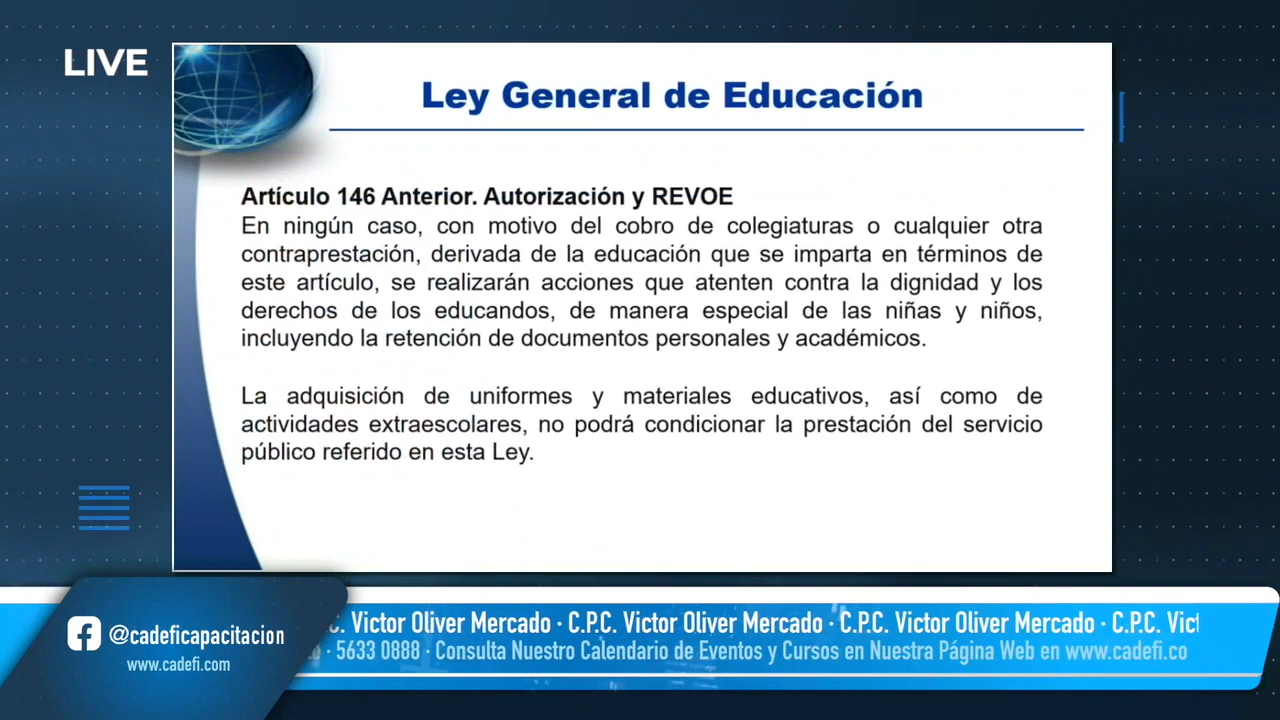 LIVE
Ley General de Educación
Artículo 146 Anterior. Autorización y REVOE
En ningún caso, con motivo del cobro de colegiaturas o cualquier otra
contraprestación, derivada de la educación que se imparta en términos de
este artículo, se realizarán acciones que atenten contra la dignidad y los
derechos de los educandos, de manera especial de las niñas y niños,
incluyendo la retención de documentos personales y académicos.
La adquisición de uniformes y materiales educativos, así como de
actividades extraescolares, no podrá condicionar la prestación del servicio
público referido en esta Ley.
@cadeficapacitacion
www.cadefi.com
C. Victor Oliver Mercado · C.P.C. Victor Oliver Mercado · C.P.C. Victor Oliver Mercado · C.P.C. Vict
· 5633 0888 · Consulta Nuestro Calendario de Eventos y Cursos en Nuestra Página Web en www.cadefi.co